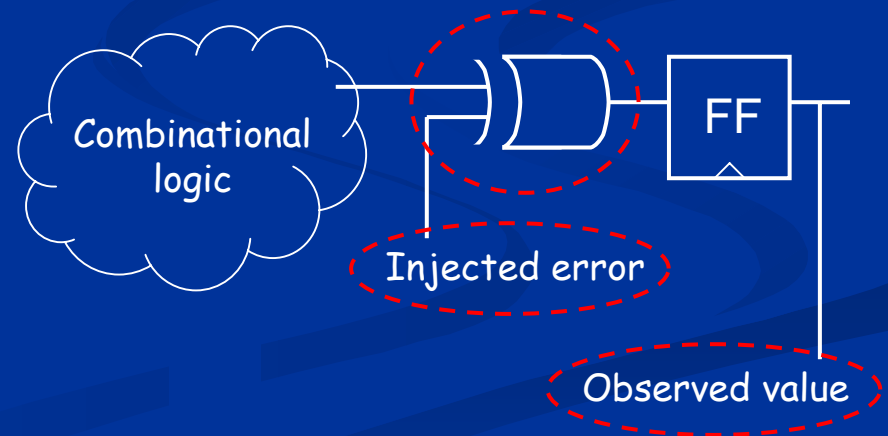 Combinational
logic
FF
Injected error
Observed value